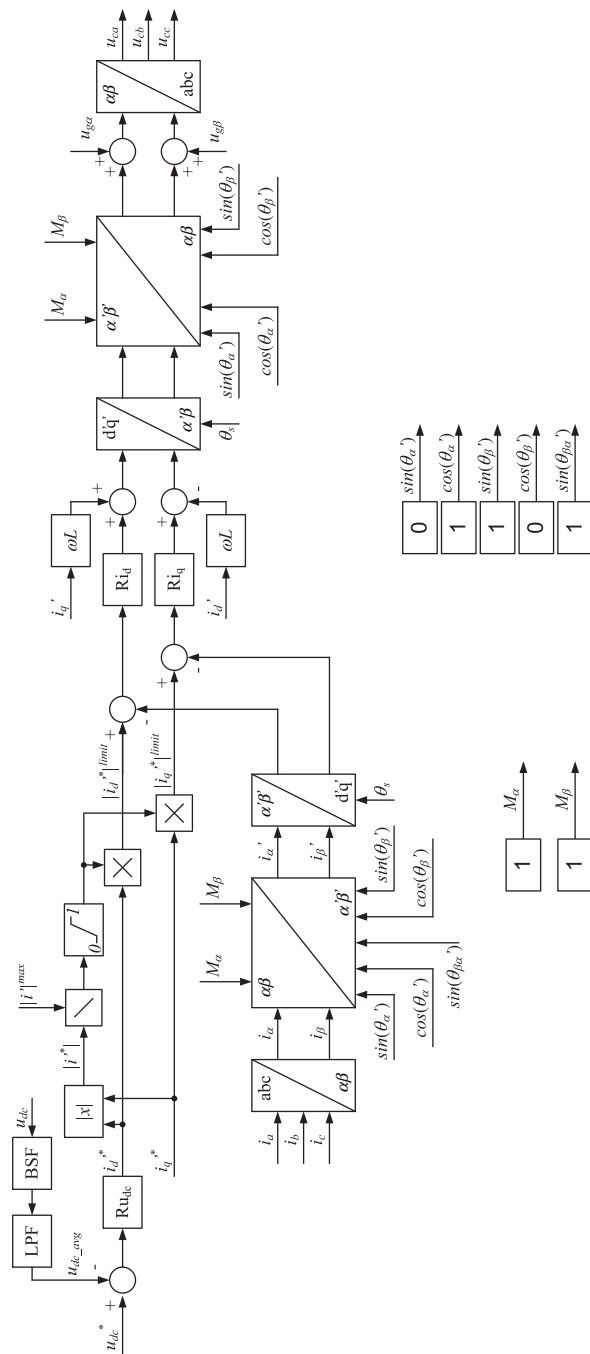 u_dc*
+
-
u_dc_avg
LPF
BSF
u_dc
Ru_dc
i_d'*
i_q'*
|x|
|i'*|
|i'|^max
0
1
|i_d'*|^limit
|i_q'*|^limit
+
-
+
-
Ri_d
Ri_q
i_q'
ωL
i_d'
ωL
+
+
+
-
d'q'
α'β
θ_s
M_α
M_β
α'β'
αβ
sin(θ_α')
cos(θ_α')
cos(θ_β')
sin(θ_β')
u_gα
u_gβ
+
+
+
+
αβ
abc
u_ca
u_cb
u_cc
i_a
i_b
i_c
abc
αβ
i_α
i_β
M_α
M_β
αβ
α'β'
sin(θ_α')
cos(θ_α')
sin(θ_βα')
cos(θ_β')
sin(θ_β')
i_α'
i_β'
α'β'
d'q'
θ_s
1 M_α
1 M_β
0 sin(θ_α')
1 cos(θ_α')
1 sin(θ_β')
0 cos(θ_β')
1 sin(θ_βα')